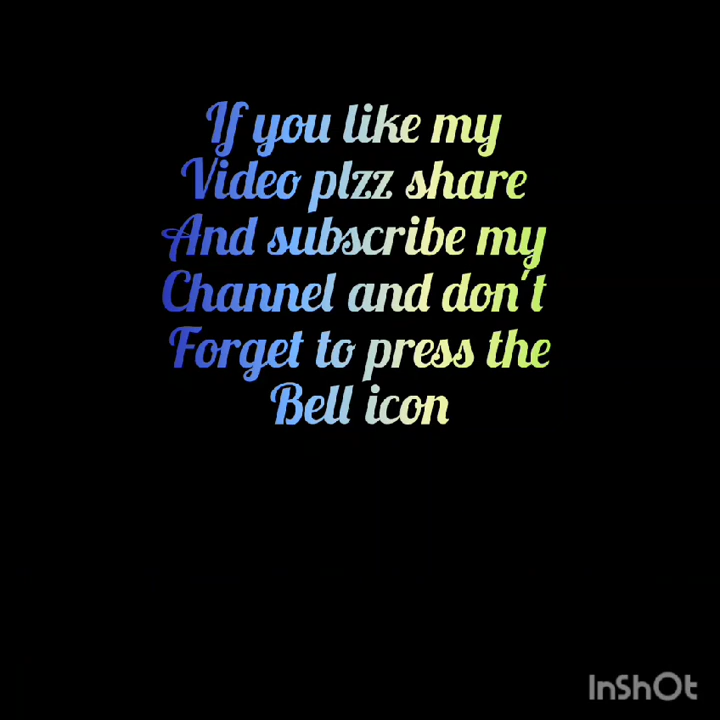 If you like my
Video plzz share
And subscribe my
Channel and don't
Forget to press the
Bell icon
InShOt